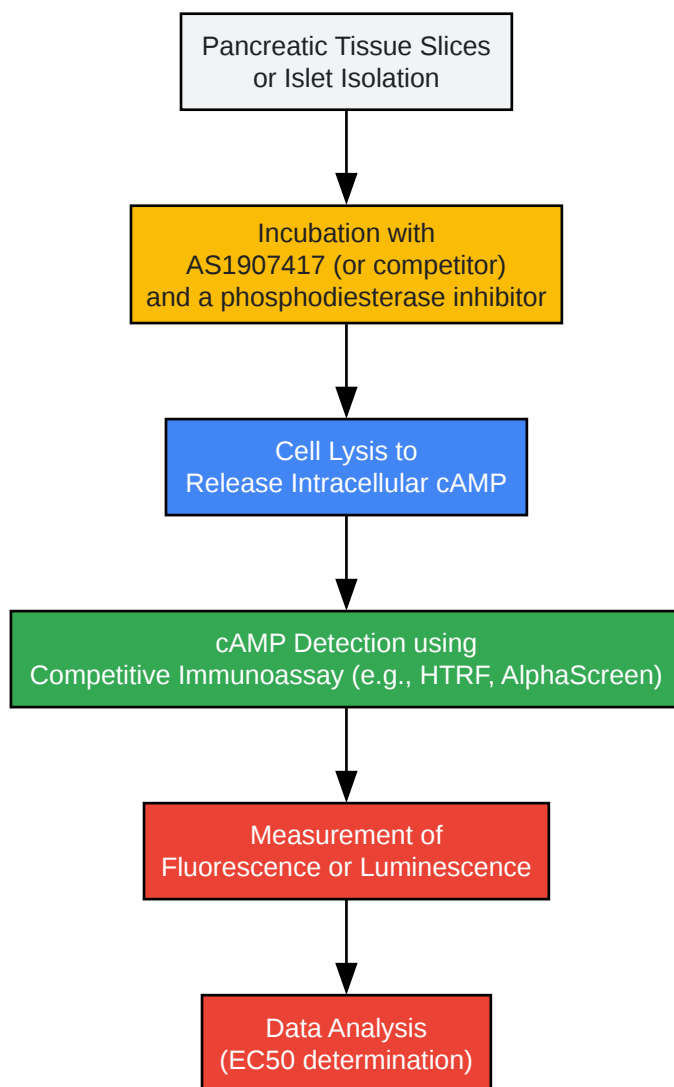 Pancreatic Tissue Slices
or Islet Isolation
Incubation with
AS1907417 (or competitor)
and a phosphodiesterase inhibitor
Cell Lysis to
Release Intracellular cAMP
cAMP Detection using
Competitive Immunoassay (e.g., HTRF, AlphaScreen)
Measurement of
Fluorescence or Luminescence
Data Analysis
(EC50 determination)